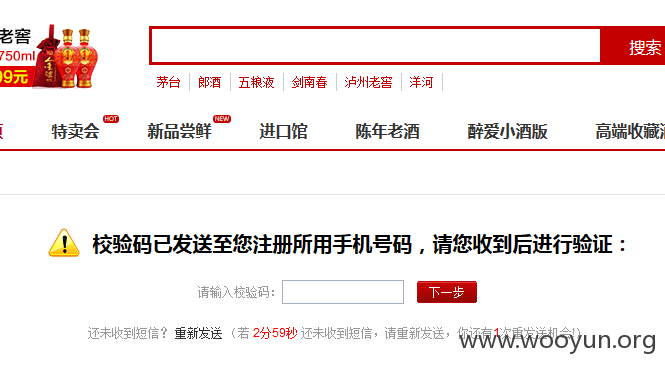 老窖
750ml
99元
搜索
茅台 郎酒 五粮液 剑南春 泸州老窖 洋河
特卖会 HOT 新品尝鲜 NEW 进口馆 陈年老酒 醉爱小酒版 高端收藏酒
校验码已发送至您注册所用手机号码，请您收到后进行验证：
请输入校验码： 下一步
还未收到短信？ 重新发送 （若 2分59秒 还未收到短信，请重新发送，你还有1次重发送机会!）
www.wooyun.org